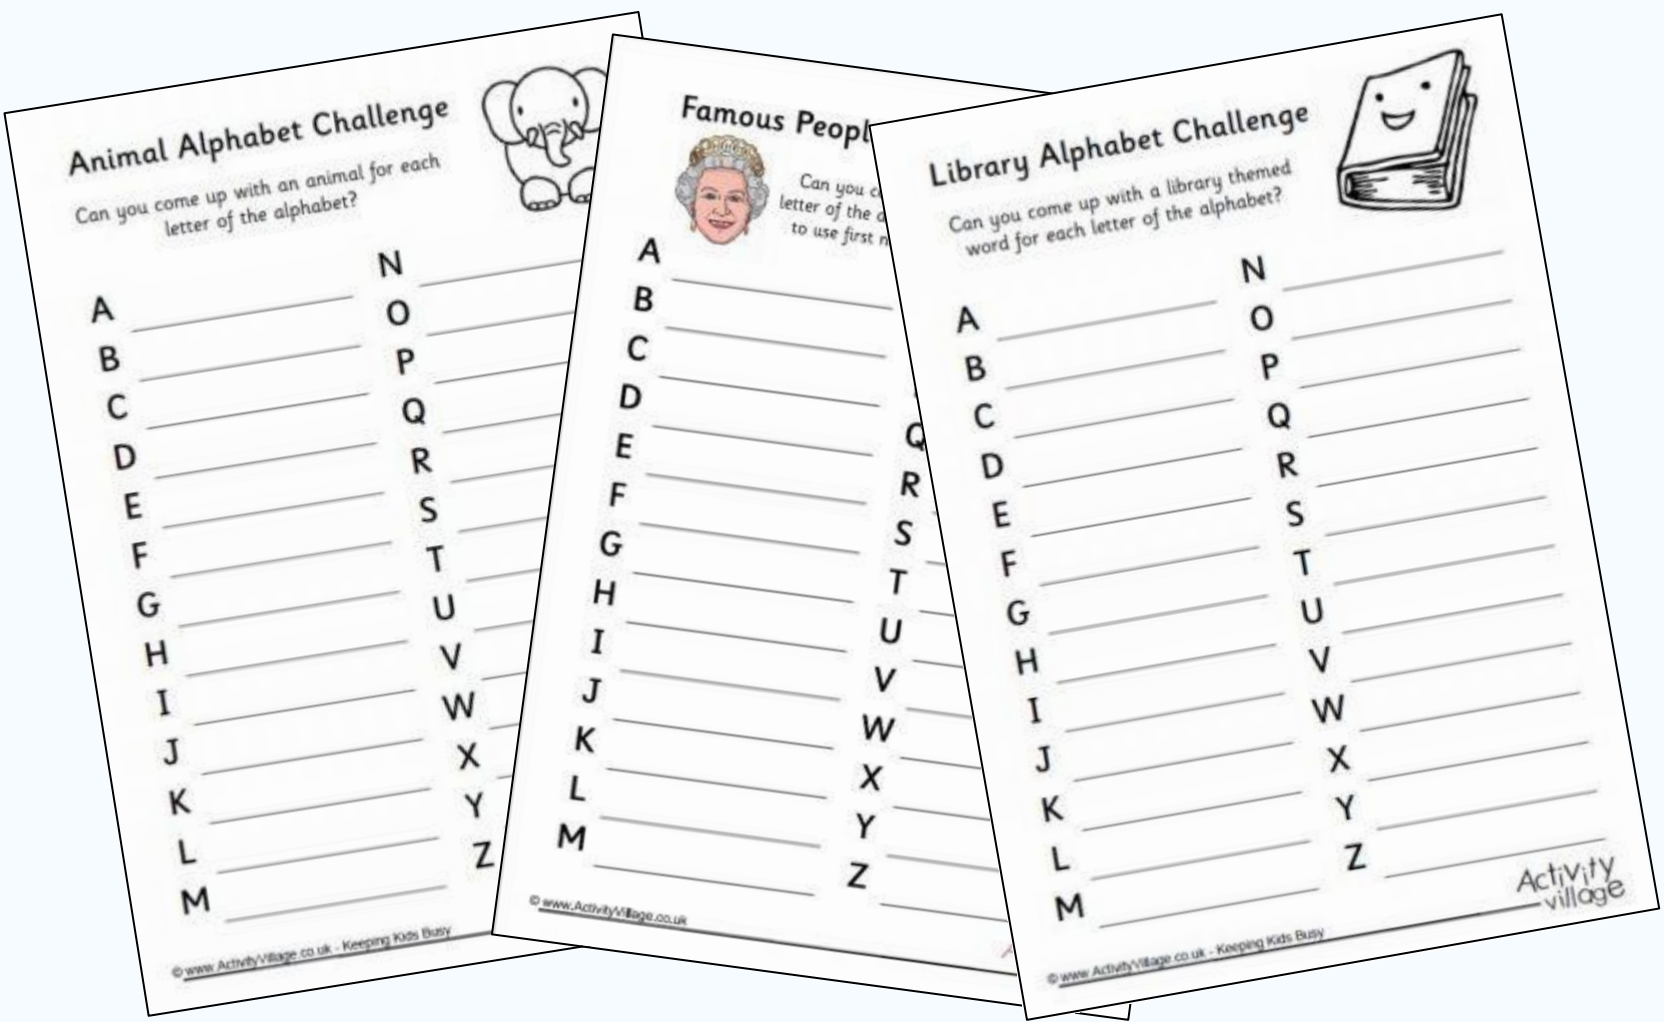 Animal Alphabet Challenge
Can you come up with an animal for each
letter of the alphabet?
A
B
C
D
E
F
G
H
I
J
K
L
M
N
O
P
Q
R
S
T
U
V
W
X
Y
Z
© www.ActivityVillage.co.uk - Keeping Kids Busy
Famous Peopl
Can you c
letter of the a
to use first n
A
B
C
D
E
F
G
H
I
J
K
L
M
Q
R
S
T
U
V
W
X
Y
Z
© www.ActivityVillage.co.uk
Library Alphabet Challenge
Can you come up with a library themed
word for each letter of the alphabet?
A
B
C
D
E
F
G
H
I
J
K
L
M
N
O
P
Q
R
S
T
U
V
W
X
Y
Z
Activity
village
© www.ActivityVillage.co.uk - Keeping Kids Busy